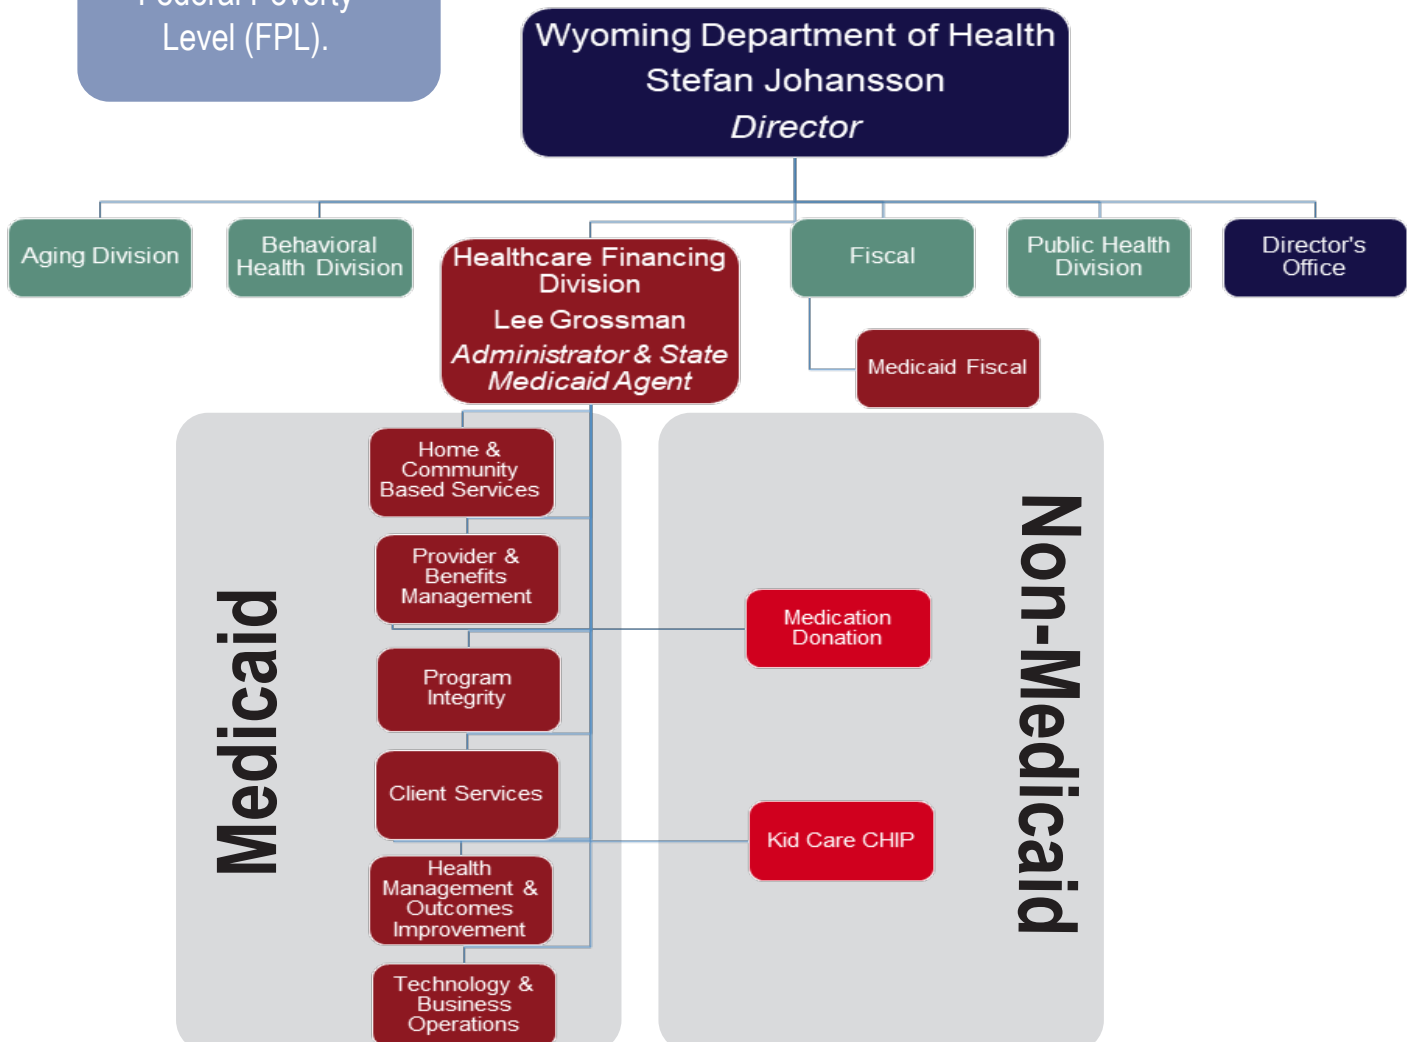 Federal Poverty
Level (FPL).
Wyoming Department of Health
Stefan Johansson
Director
Aging Division
Behavioral
Health Division
Healthcare Financing
Division
Lee Grossman
Administrator & State
Medicaid Agent
Fiscal
Public Health
Division
Director's
Office
Medicaid Fiscal
Medicaid
Home &
Community
Based Services
Provider &
Benefits
Management
Program
Integrity
Client Services
Health
Management &
Outcomes
Improvement
Technology &
Business
Operations
Non-Medicaid
Medication
Donation
Kid Care CHIP